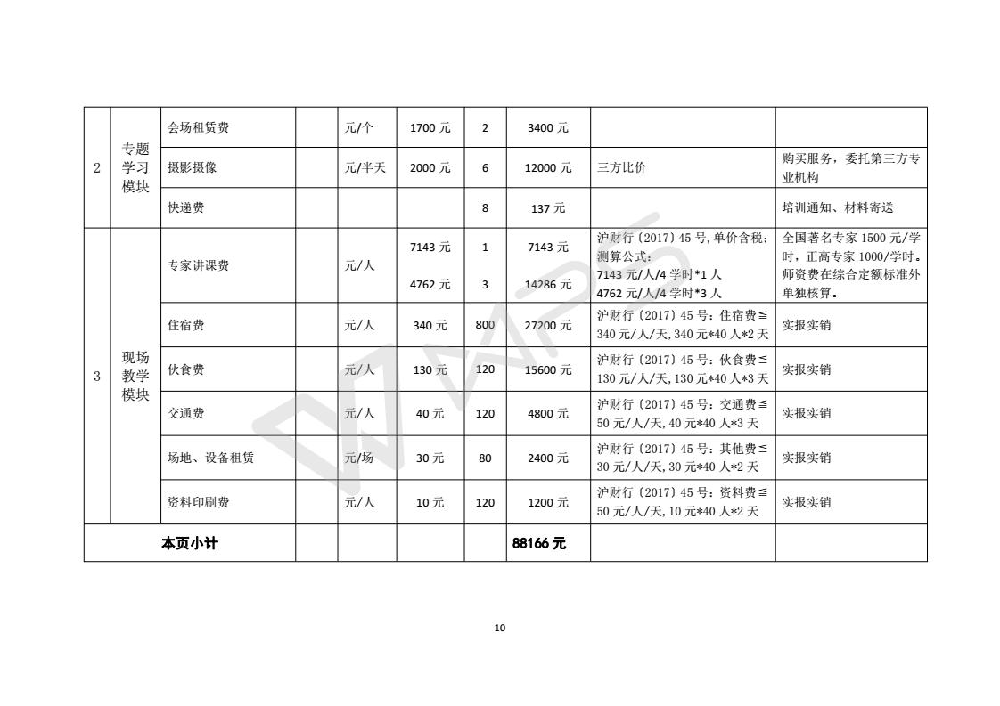 会场租赁费 元/个 1700 元 2 3400 元
2 专题学习模块 摄影摄像 元/半天 2000 元 6 12000 元 三方比价 购买服务，委托第三方专
业机构
快递费 8 137 元 培训通知、材料寄送
专家讲课费 元/人 7143 元 1 7143 元 沪财行〔2017〕45 号,单价含税； 全国著名专家 1500 元/学
测算公式： 时，正高专家 1000/学时。
7143 元/人/4 学时*1 人 师资费在综合定额标准外
4762 元 3 14286 元 4762 元/人/4 学时*3 人 单独核算。
住宿费 元/人 340 元 800 27200 元 沪财行〔2017〕45 号：住宿费≦ 实报实销
340 元/人/天,340 元*40 人*2 天
3 现场教学模块 伙食费 元/人 130 元 120 15600 元 沪财行〔2017〕45 号：伙食费≦ 实报实销
130 元/人/天,130 元*40 人*3 天
交通费 元/人 40 元 120 4800 元 沪财行〔2017〕45 号：交通费≦ 实报实销
50 元/人/天,40 元*40 人*3 天
场地、设备租赁 元/场 30 元 80 2400 元 沪财行〔2017〕45 号：其他费≦ 实报实销
30 元/人/天,30 元*40 人*2 天
资料印刷费 元/人 10 元 120 1200 元 沪财行〔2017〕45 号：资料费≦ 实报实销
50 元/人/天,10 元*40 人*2 天
本页小计 88166 元
10
WPS